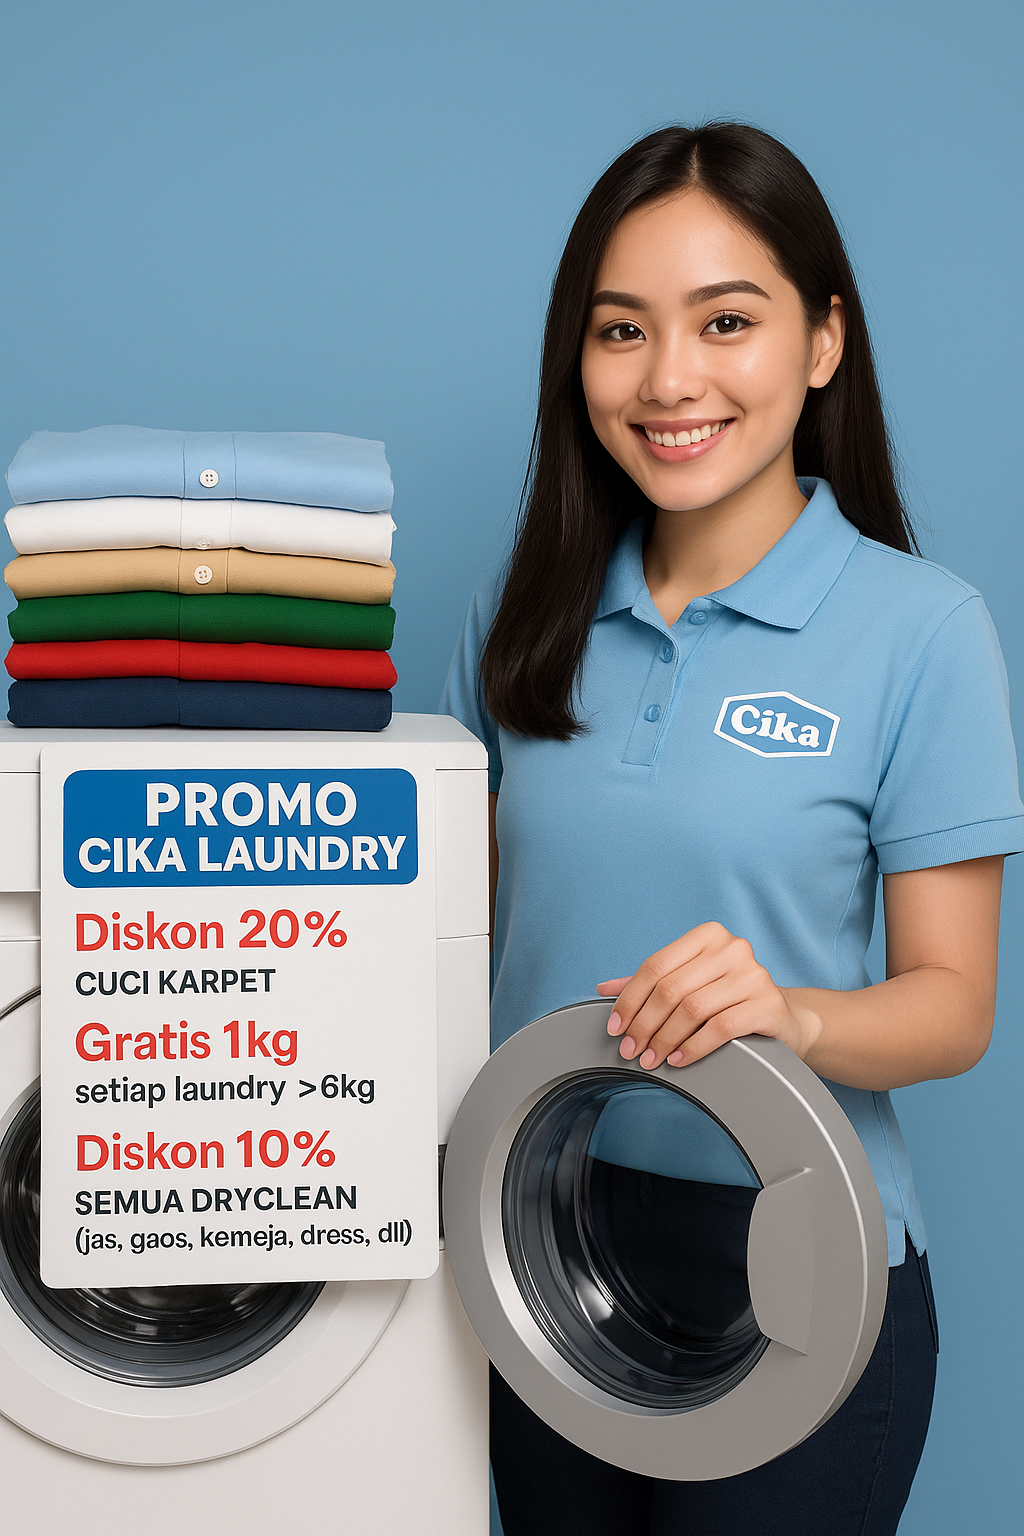 Cika
PROMO
CIKA LAUNDRY
Diskon 20%
CUCI KARPET
Gratis 1kg
setiap laundry >6kg
Diskon 10%
SEMUA DRYCLEAN
(jas, gaos, kemeja, dress, dll)